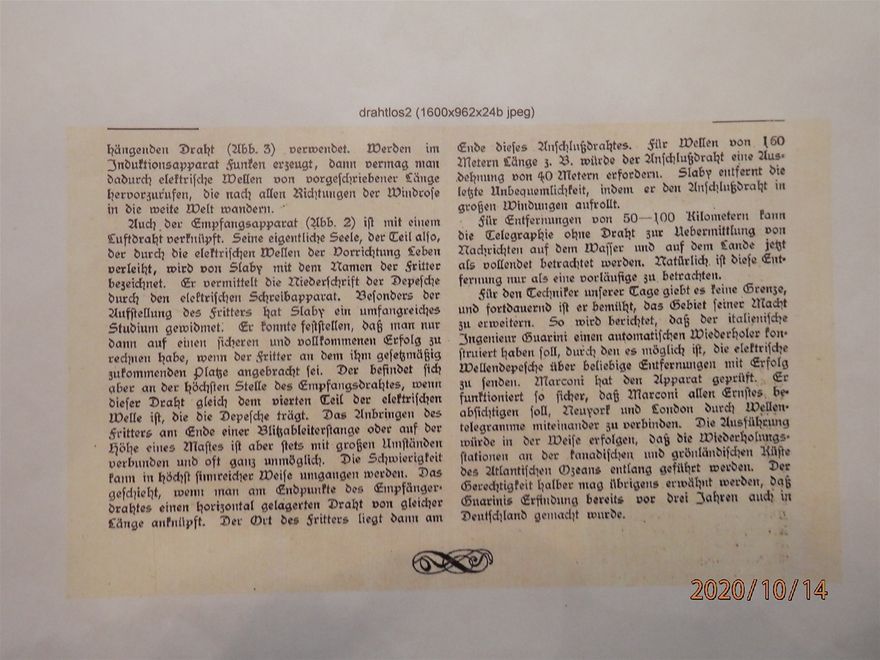 drahtlos2 (1600x962x24b jpeg)
hängenden Draht (Abb. 3) verwendet. Werden im
Induktionsapparat Funken erzeugt, dann vermag man
dadurch elektrische Wellen von vorgeschriebener Länge
hervorzurufen, die nach allen Richtungen der Windrose
in die weite Welt wandern.
Auch der Empfangsapparat (Abb. 2) ist mit einem
Luftdraht verknüpft. Seine eigentliche Seele, der Teil also,
der durch die elektrischen Wellen der Vorrichtung Leben
verleiht, wird von Slaby mit dem Namen der Fritter
bezeichnet. Er vermittelt die Niederschrift der Depesche
durch den elektrischen Schreibapparat. Besonders der
Aufstellung des Fritters hat Slaby ein umfangreiches
Studium gewidmet. Er konnte feststellen, daß man nur
dann auf einen sicheren und vollkommenen Erfolg zu
rechnen habe, wenn der Fritter an dem ihm gesetzmäßig
zukommenden Platze angebracht sei. Der befindet sich
aber an der höchsten Stelle des Empfangsdrahtes, wenn
dieser Draht gleich dem vierten Teil der elektrischen
Welle ist, die die Depesche trägt. Das Anbringen des
Fritters am Ende einer Blitzableiterstange oder auf der
Höhe eines Mastes ist aber stets mit großen Umständen
verbunden und oft ganz unmöglich. Die Schwierigkeit
kann in höchst sinnreicher Weise umgangen werden. Das
geschieht, wenn man am Endpunkte des Empfänger-
drahtes einen horizontal gelagerten Draht von gleicher
Länge anknüpft. Der Ort des Fritters liegt dann am
Ende dieses Anschlußdrahtes. Für Wellen von 160
Metern Länge z. B. würde der Anschlußdraht eine Aus-
dehnung von 40 Metern erfordern. Slaby entfernt die
letzte Unbequemlichkeit, indem er den Anschlußdraht in
großen Windungen aufrollt.
Für Entfernungen von 50—100 Kilometern kann
die Telegraphie ohne Draht zur Uebermittlung von
Nachrichten auf dem Wasser und auf dem Lande jetzt
als vollendet betrachtet werden. Natürlich ist diese Ent-
fernung nur als eine vorläufige zu betrachten.
Für den Techniker unserer Tage giebt es keine Grenze,
und fortdauernd ist er bemüht, das Gebiet seiner Macht
zu erweitern. So wird berichtet, daß der italienische
Ingenieur Guarini einen automatischen Wiederholer kon-
struiert haben soll, durch den es möglich ist, die elektrische
Wellendepesche über beliebige Entfernungen mit Erfolg
zu senden. Marconi hat den Apparat geprüft. Er
funktioniert so sicher, daß Marconi allen Ernstes be-
absichtigen soll, Neuyork und London durch Wellen-
telegramme miteinander zu verbinden. Die Ausführung
würde in der Weise erfolgen, daß die Wiederholungs-
stationen an der kanadischen und grönländischen Küste
des Atlantischen Ozeans entlang geführt werden. Der
Gerechtigkeit halber mag übrigens erwähnt werden, daß
Guarinis Erfindung bereits vor drei Jahren auch in
Deutschland gemacht wurde.
2020/10/14